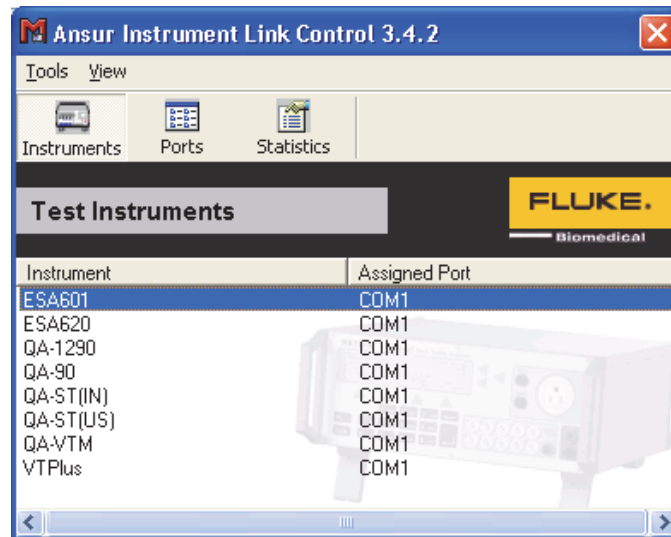 Ansur Instrument Link Control 3.4.2
Tools View
Instruments Ports Statistics
Test Instruments
FLUKE.
Biomedical
Instrument Assigned Port
ESA601 COM1
ESA620 COM1
QA-1290 COM1
QA-90 COM1
QA-ST(IN) COM1
QA-ST(US) COM1
QA-VTM COM1
VTPlus COM1